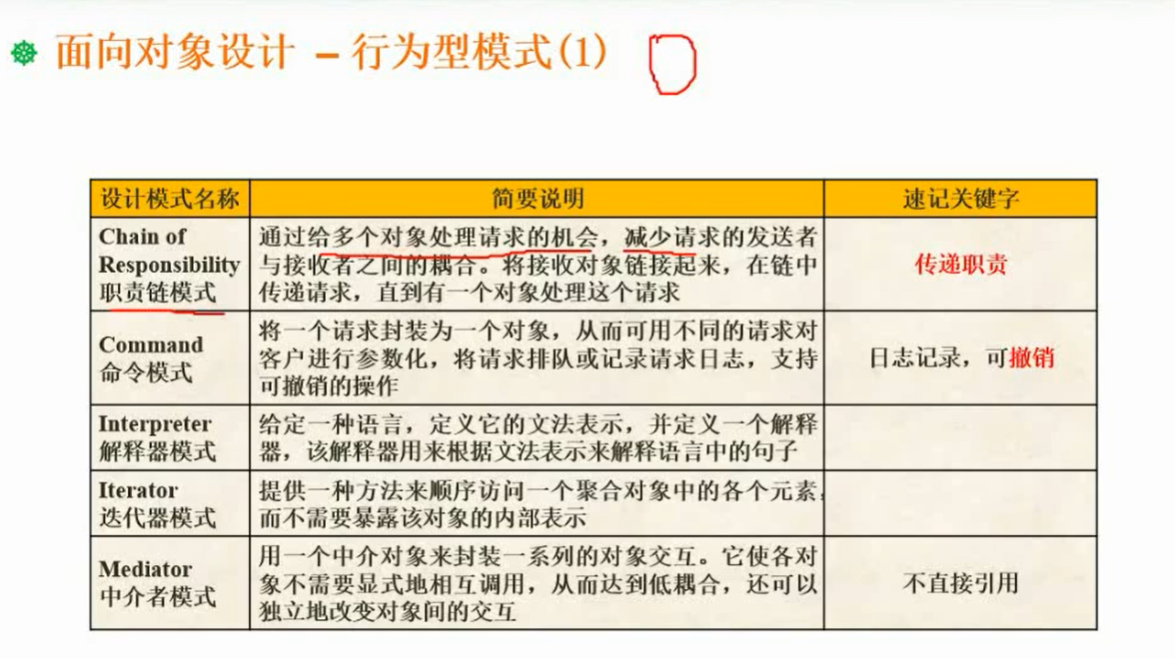 面向对象设计 – 行为型模式(1)
设计模式名称
简要说明
速记关键字
Chain of
Responsibility
职责链模式
通过给多个对象处理请求的机会，减少请求的发送者
与接收者之间的耦合。将接收对象链接起来，在链中
传递请求，直到有一个对象处理这个请求
传递职责
Command
命令模式
将一个请求封装为一个对象，从而可用不同的请求对
客户进行参数化，将请求排队或记录请求日志，支持
可撤销的操作
日志记录，可撤销
Interpreter
解释器模式
给定一种语言，定义它的文法表示，并定义一个解释
器，该解释器用来根据文法表示来解释语言中的句子
Iterator
迭代器模式
提供一种方法来顺序访问一个聚合对象中的各个元素，
而不需要暴露该对象的内部表示
Mediator
中介者模式
用一个中介对象来封装一系列的对象交互。它使各对
象不需要显式地相互调用，从而达到低耦合，还可以
独立地改变对象间的交互
不直接引用